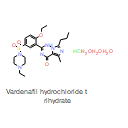 HCl H2O H2O H2O
Vardenafil hydrochloride t
rihydrate